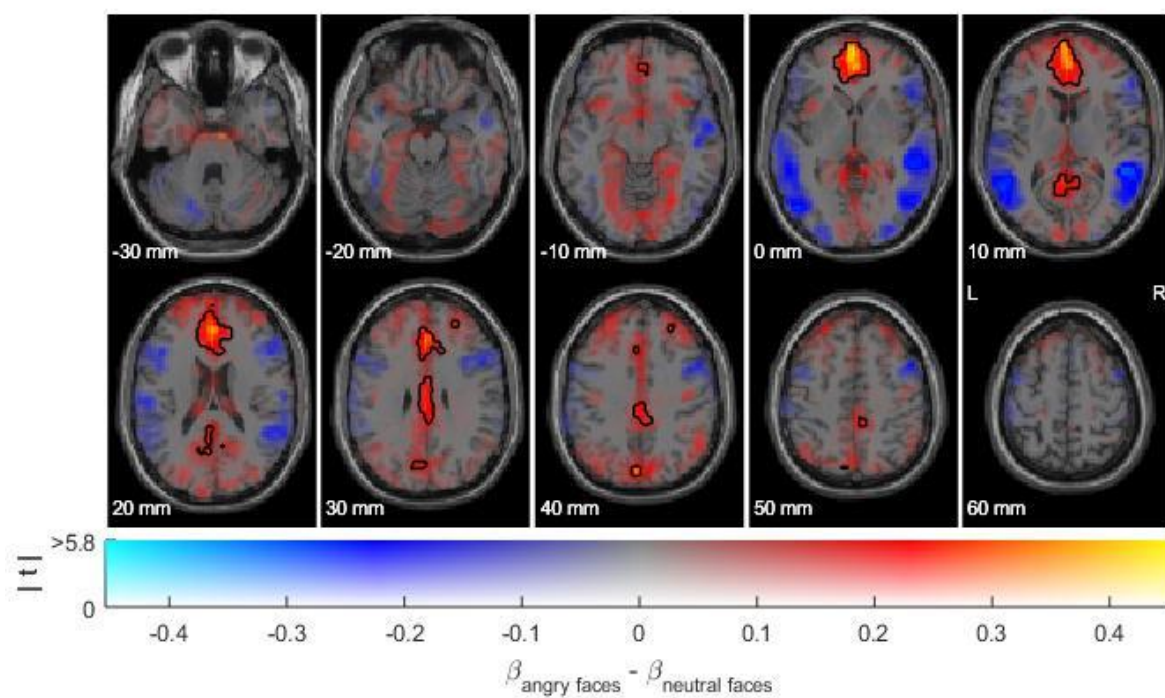 -30 mm
-20 mm
-10 mm
0 mm
10 mm
L
R
20 mm
30 mm
40 mm
50 mm
60 mm
>5.8
| t |
0
-0.4
-0.3
-0.2
-0.1
0
0.1
0.2
0.3
0.4
β angry faces - β neutral faces